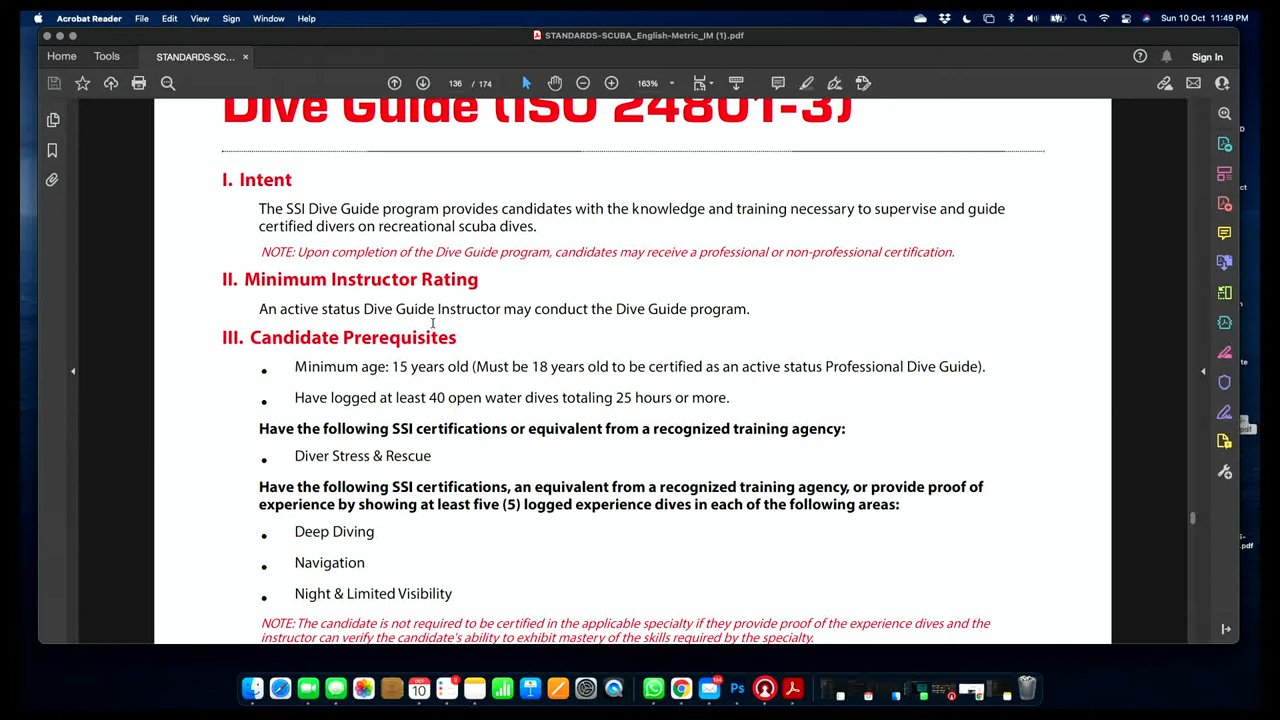 Acrobat Reader File Edit View Sign Window Help Sun 10 Oct 11:49 PM
STANDARDS-SCUBA_English-Metric_IM (1).pdf
Home Tools STANDARDS-SC... × Sign In
136 / 174 163%
Dive Guide (ISO 24801-3)
I. Intent
The SSI Dive Guide program provides candidates with the knowledge and training necessary to supervise and guide
certified divers on recreational scuba dives.
NOTE: Upon completion of the Dive Guide program, candidates may receive a professional or non-professional certification.
II. Minimum Instructor Rating
An active status Dive Guide Instructor may conduct the Dive Guide program.
III. Candidate Prerequisites
• Minimum age: 15 years old (Must be 18 years old to be certified as an active status Professional Dive Guide).
• Have logged at least 40 open water dives totaling 25 hours or more.
Have the following SSI certifications or equivalent from a recognized training agency:
• Diver Stress & Rescue
Have the following SSI certifications, an equivalent from a recognized training agency, or provide proof of
experience by showing at least five (5) logged experience dives in each of the following areas:
• Deep Diving
• Navigation
• Night & Limited Visibility
NOTE: The candidate is not required to be certified in the applicable specialty if they provide proof of the experience dives and the
instructor can verify the candidate's ability to exhibit mastery of the skills required by the specialty.
OCT
10
Ps